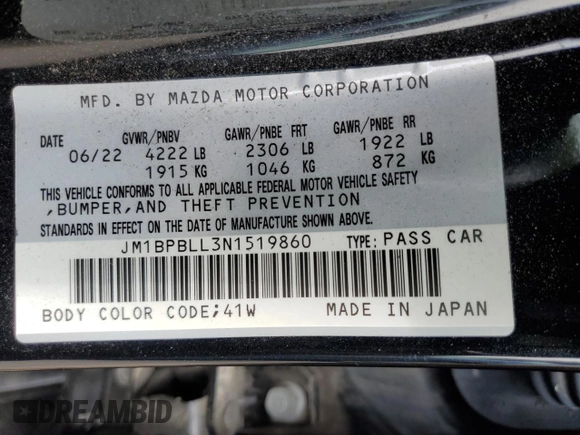 MFD. BY MAZDA MOTOR CORPORATION
DATE GVWR/PNBV GAWR/PNBE FRT GAWR/PNBE RR
06/22 4222 LB 2306 LB 1922 LB
1915 KG 1046 KG 872 KG
THIS VEHICLE CONFORMS TO ALL APPLICABLE FEDERAL MOTOR VEHICLE SAFETY
,BUMPER,AND THEFT PREVENTION
STANDARDS IN EFFECT ON THE DATE OF MANUFACTURE SHOWN ABOVE.
JM1BPBLL3N1519860 TYPE: PASS CAR
BODY COLOR CODE;41W MADE IN JAPAN
DREAMBID